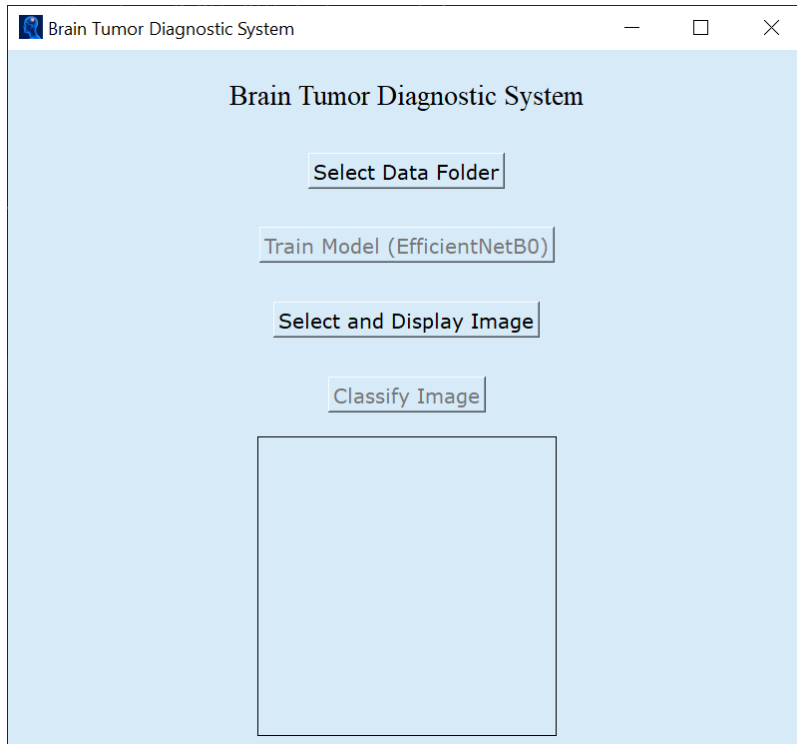 Brain Tumor Diagnostic System
Brain Tumor Diagnostic System
Select Data Folder
Train Model (EfficientNetB0)
Select and Display Image
Classify Image